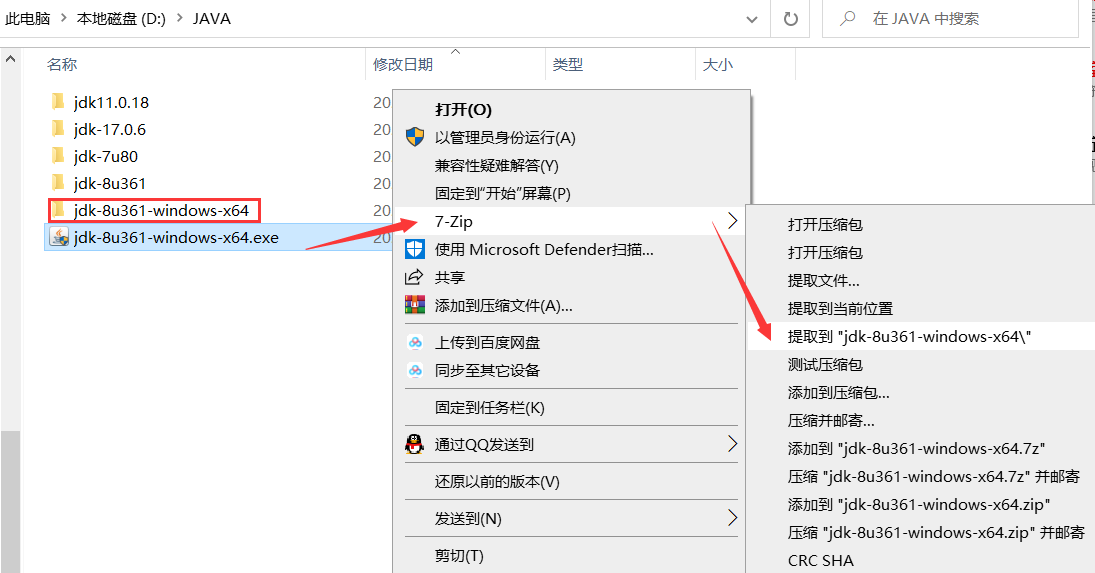 此电脑 > 本地磁盘 (D:) > JAVA
在 JAVA 中搜索
名称 修改日期 类型 大小
jdk11.0.18 20
jdk-17.0.6 20
jdk-7u80 20
jdk-8u361 20
jdk-8u361-windows-x64 20
jdk-8u361-windows-x64.exe 20
打开(O)
以管理员身份运行(A)
兼容性疑难解答(Y)
固定到“开始”屏幕(P)
7-Zip
使用 Microsoft Defender扫描...
共享
添加到压缩文件(A)...
上传到百度网盘
同步至其它设备
固定到任务栏(K)
通过QQ发送到
还原以前的版本(V)
发送到(N)
剪切(T)
打开压缩包
打开压缩包
提取文件...
提取到当前位置
提取到 "jdk-8u361-windows-x64\"
测试压缩包
添加到压缩包...
压缩并邮寄...
添加到 "jdk-8u361-windows-x64.7z"
压缩 "jdk-8u361-windows-x64.7z" 并邮寄
添加到 "jdk-8u361-windows-x64.zip"
压缩 "jdk-8u361-windows-x64.zip" 并邮寄
CRC SHA